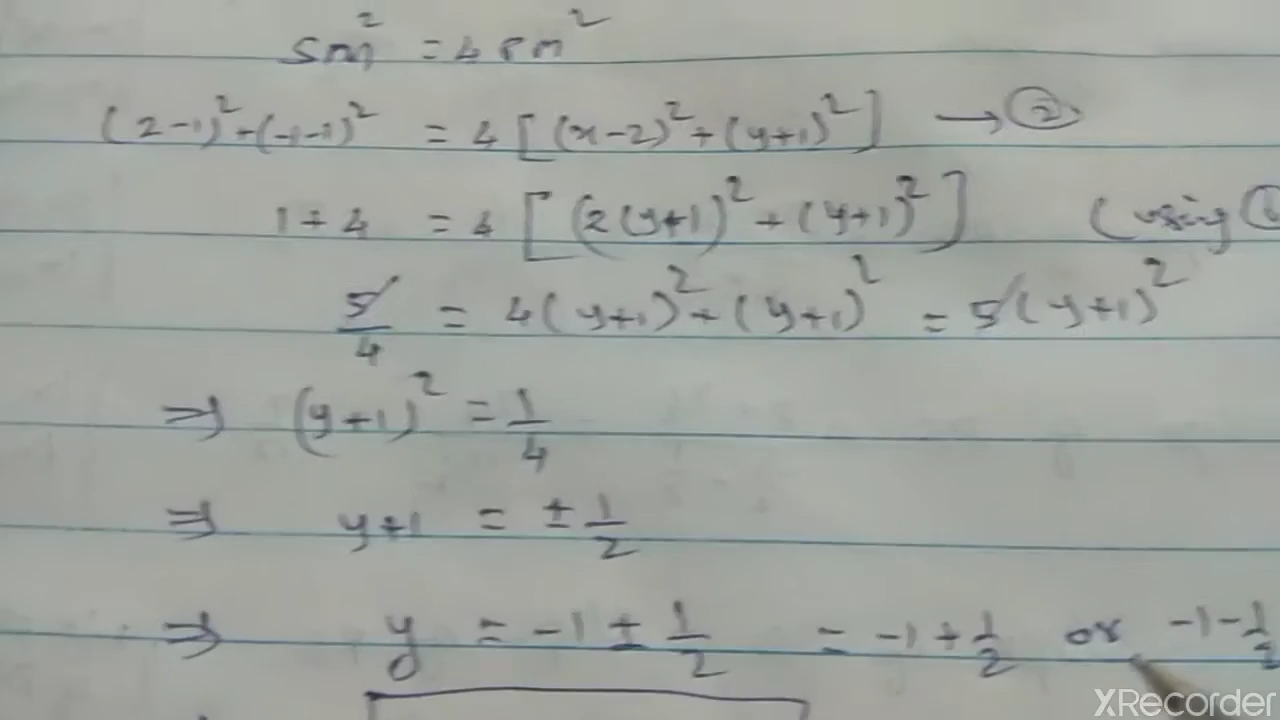 SM² = 4 PM²
(2-1)² + (-1-1)² = 4 [(x-2)² + (y+1)²] → ②
1 + 4 = 4 [(2(y+1)² + (y+1)²] (using
5/4 = 4(y+1)² + (y+1)² = 5(y+1)²
⇒ (y+1)² = 1/4
⇒ y+1 = ± 1/2
⇒ y = -1 ± 1/2 = -1 + 1/2 or -1 - 1/2
XRecorder